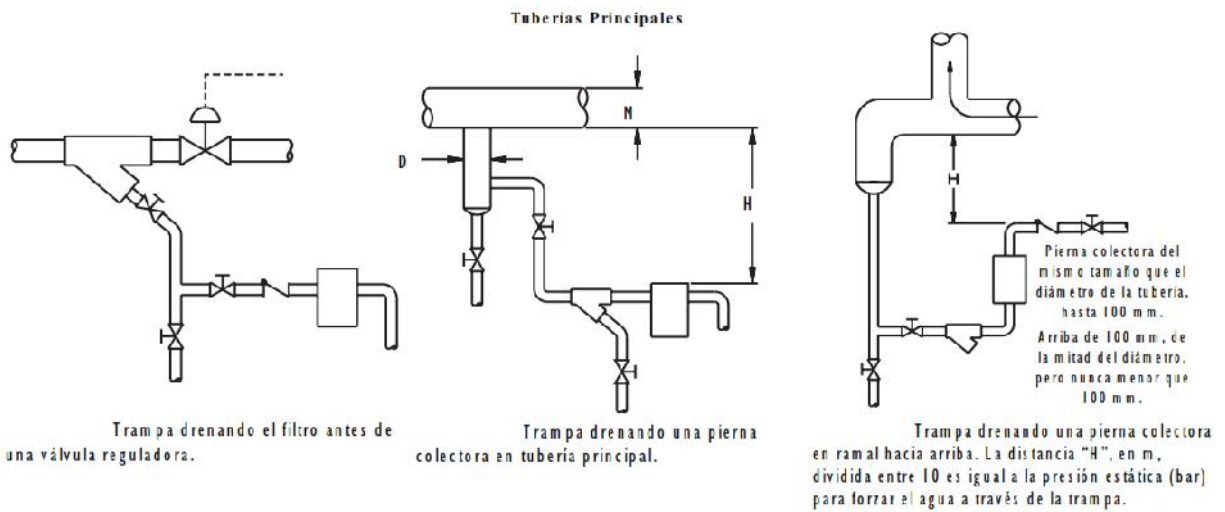 Tuberías Principales
M
D
H
H
Pierna colectora del
mismo tamaño que el
diámetro de la tubería,
hasta 100 mm.
Arriba de 100 mm, de
la mitad del diámetro,
pero nunca menor que
100 mm.
Trampa drenando el filtro antes de
una válvula reguladora.
Trampa drenando una pierna
colectora en tubería principal.
Trampa drenando una pierna colectora
en ramal hacia arriba. La distancia “H”, en m,
dividida entre 10 es igual a la presión estática (bar)
para forzar el agua a través de la trampa.